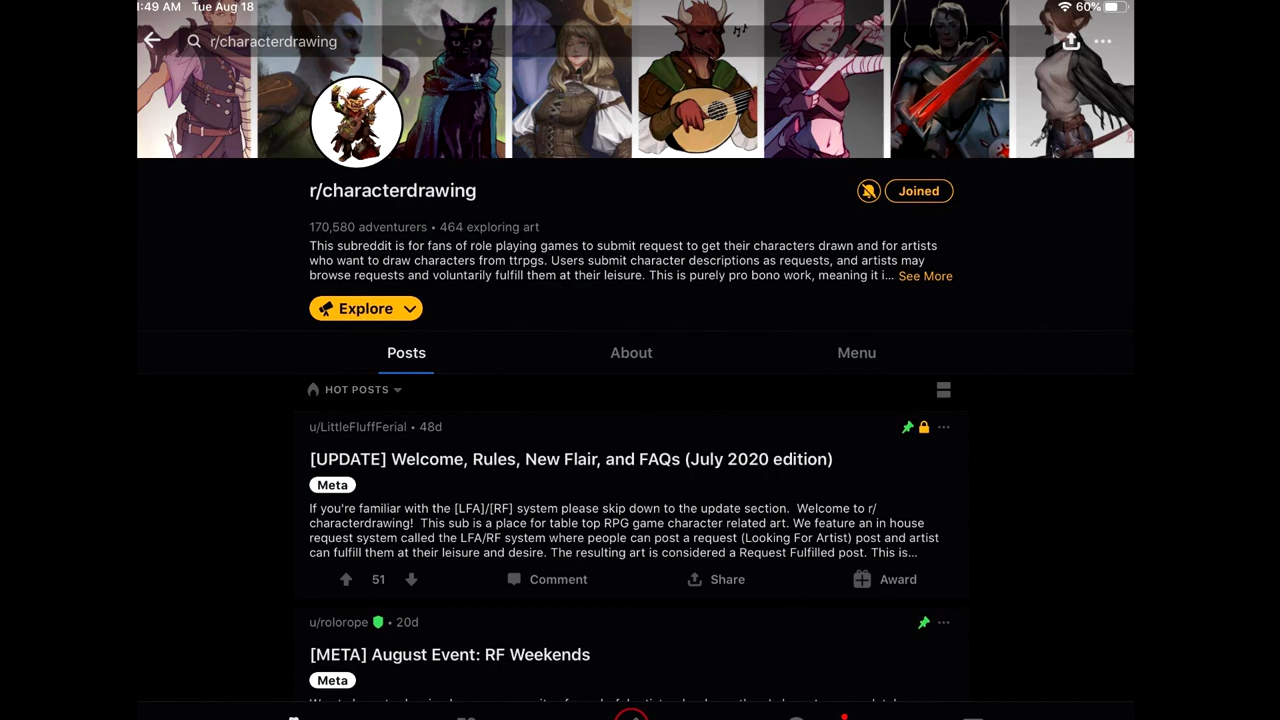 1:49 AM Tue Aug 18 60%
r/characterdrawing
r/characterdrawing
Joined
170,580 adventurers • 464 exploring art
This subreddit is for fans of role playing games to submit request to get their characters drawn and for artists
who want to draw characters from ttrpgs. Users submit character descriptions as requests, and artists may
browse requests and voluntarily fulfill them at their leisure. This is purely pro bono work, meaning it i... See More
Explore
Posts About Menu
HOT POSTS
u/LittleFluffFerial • 48d
[UPDATE] Welcome, Rules, New Flair, and FAQs (July 2020 edition)
Meta
If you're familiar with the [LFA]/[RF] system please skip down to the update section. Welcome to r/
characterdrawing! This sub is a place for table top RPG game character related art. We feature an in house
request system called the LFA/RF system where people can post a request (Looking For Artist) post and artist
can fulfill them at their leisure and desire. The resulting art is considered a Request Fulfilled post. This is...
51 Comment Share Award
u/rolorope • 20d
[META] August Event: RF Weekends
Meta